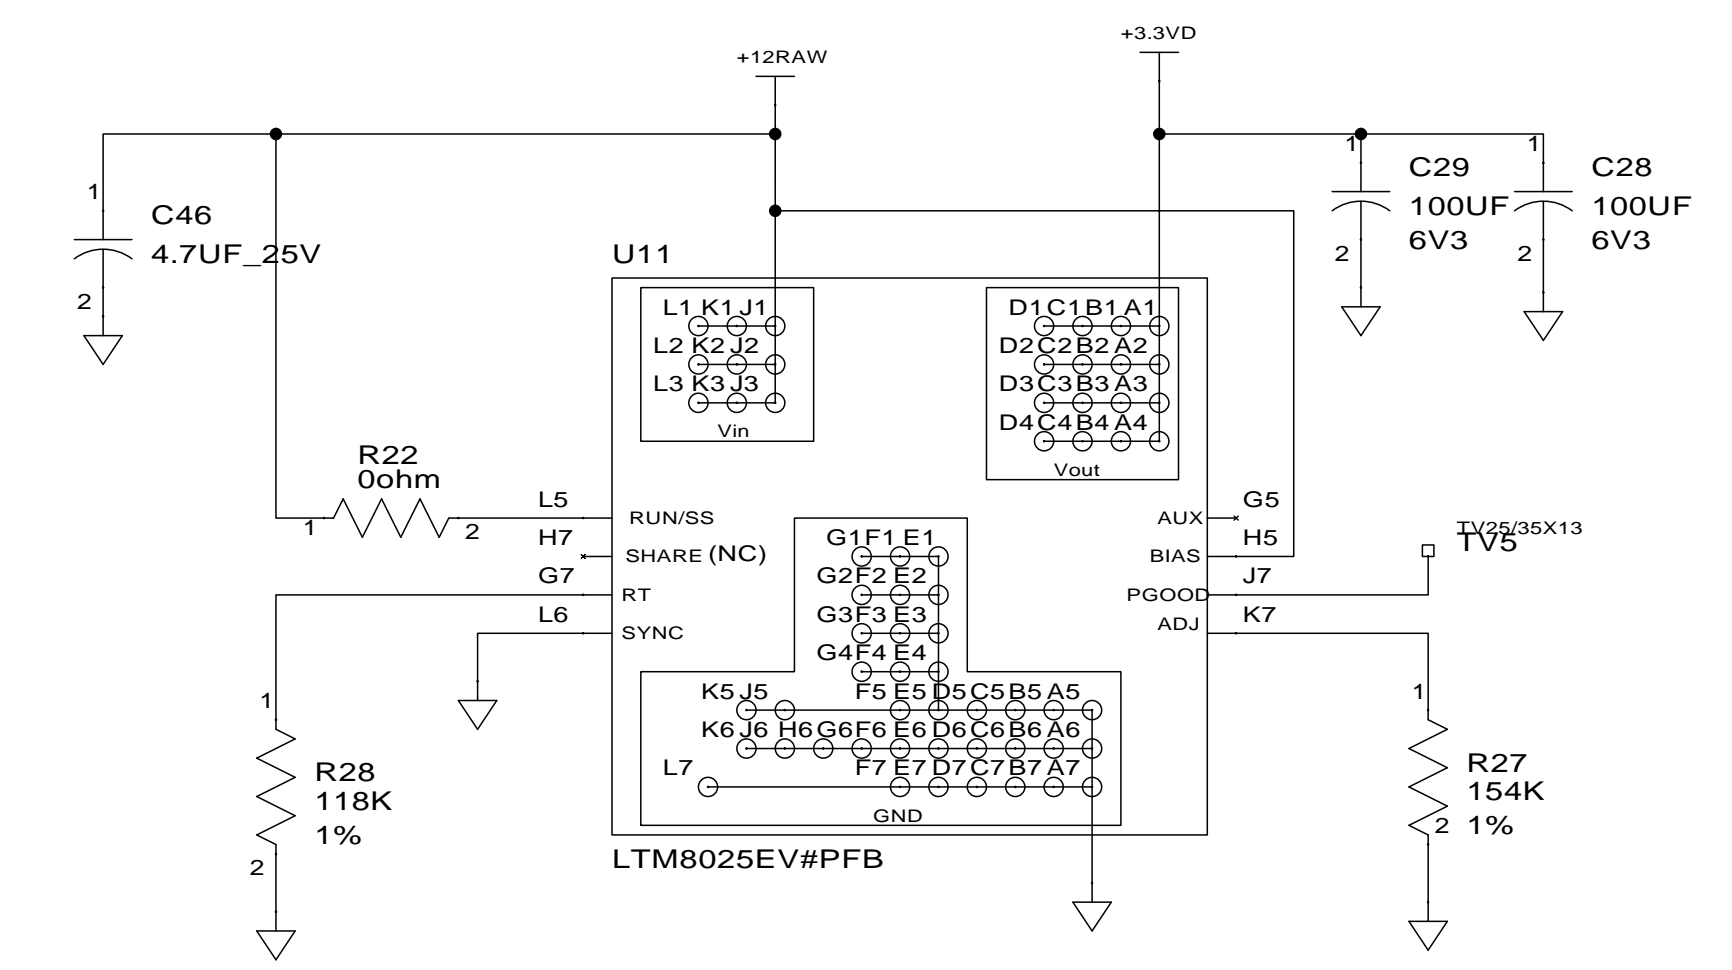 +3.3VD
+12RAW
1
1
1
C29
C28
1
C46
100UF
100UF
4.7UF_25V
6V3
6V3
2
2
U11
2
L1 K1 J1
D1 C1 B1 A1
L2 K2 J2
D2 C2 B2 A2
L3 K3 J3
D3 C3 B3 A3
Vin
D4 C4 B4 A4
Vout
R22
0ohm
1
2
L5
RUN/SS
AUX
G5
H7
SHARE (NC)
G1 F1 E1
BIAS
H5
TV25/35X13
TV5
G7
RT
G2 F2 E2
PGOOD
J7
L6
SYNC
G3 F3 E3
ADJ
K7
G4 F4 E4
1
K5 J5 F5 E5 D5 C5 B5 A5
1
K6 J6 H6 G6 F6 E6 D6 C6 B6 A6
L7 F7 E7 D7 C7 B7 A7
GND
R28
118K
1%
2
R27
154K
1%
2
LTM8025EV#PFB